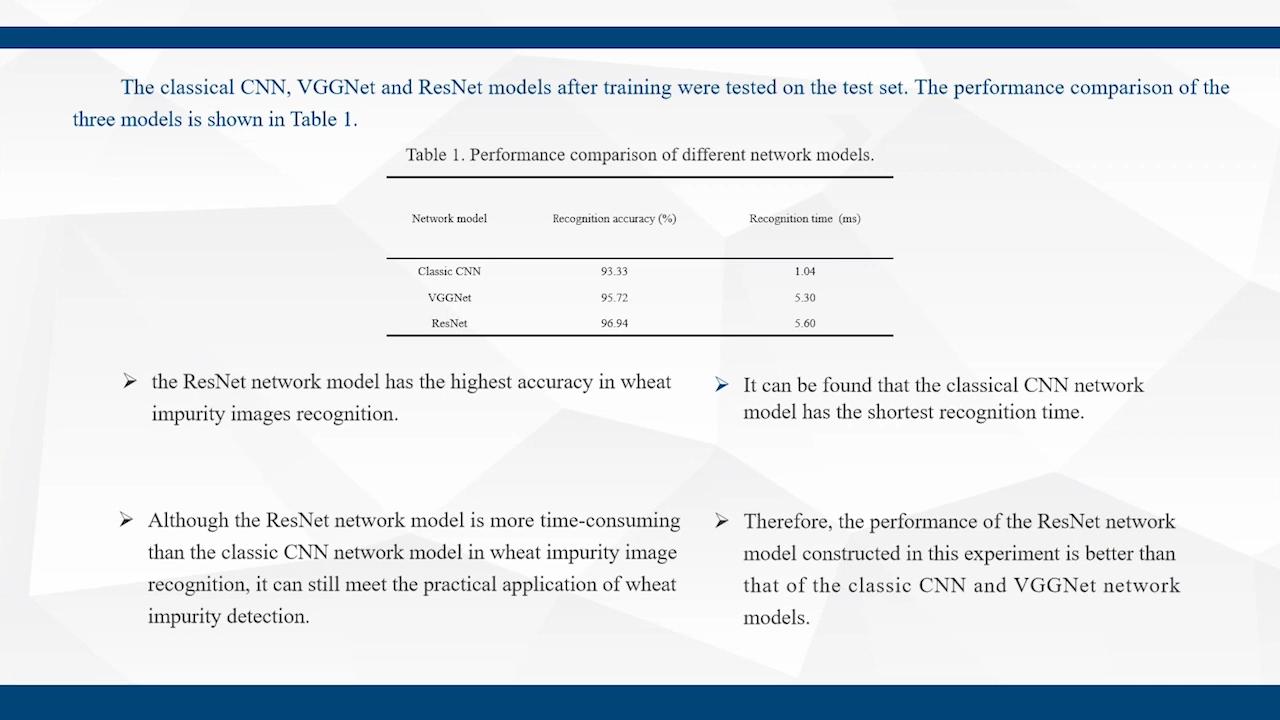 The classical CNN, VGGNet and ResNet models after training were tested on the test set. The performance comparison of the
three models is shown in Table 1.
Table 1. Performance comparison of different network models.
Network model Recognition accuracy (%) Recognition time (ms)
Classic CNN 93.33 1.04
VGGNet 95.72 5.30
ResNet 96.94 5.60
the ResNet network model has the highest accuracy in wheat
impurity images recognition.
It can be found that the classical CNN network
model has the shortest recognition time.
Although the ResNet network model is more time-consuming
than the classic CNN network model in wheat impurity image
recognition, it can still meet the practical application of wheat
impurity detection.
Therefore, the performance of the ResNet network
model constructed in this experiment is better than
that of the classic CNN and VGGNet network
models.